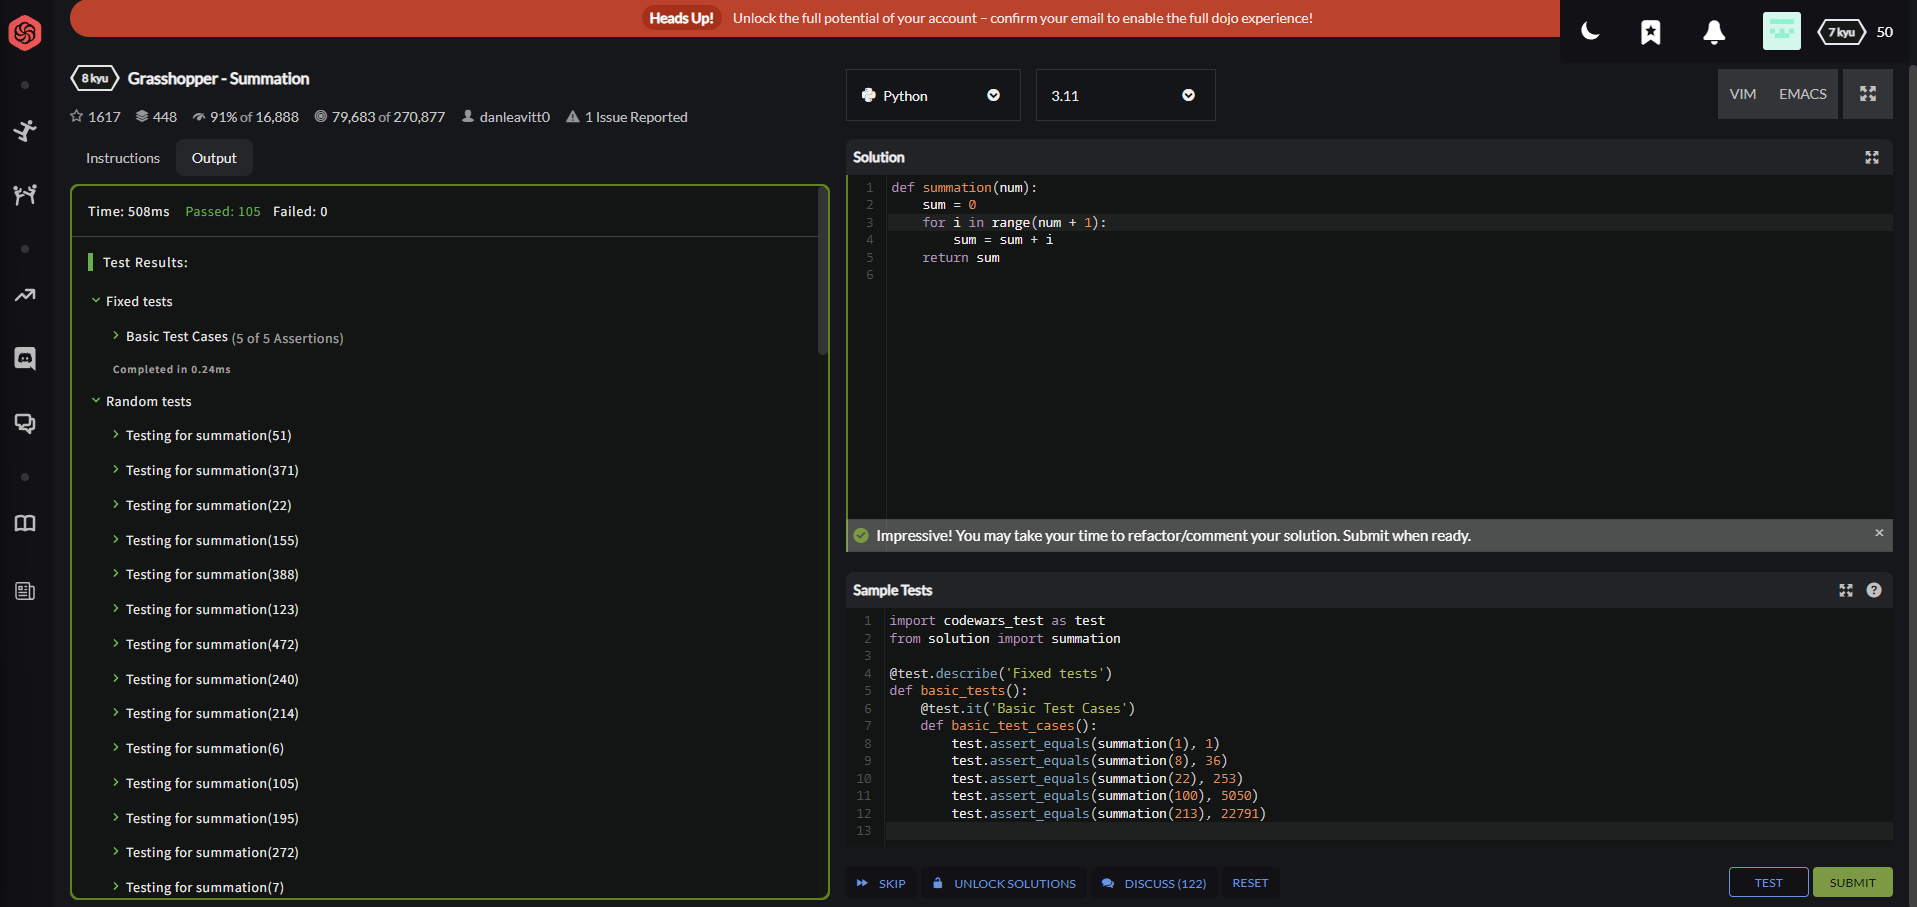 Heads Up! Unlock the full potential of your account – confirm your email to enable the full dojo experience!
7 kyu 50
8 kyu Grasshopper - Summation
1617 448 91% of 16,888 79,683 of 270,877 danleavitt0 1 Issue Reported
Instructions Output
Time: 508ms Passed: 105 Failed: 0
Test Results:
Fixed tests
Basic Test Cases (5 of 5 Assertions)
Completed in 0.24ms
Random tests
Testing for summation(51)
Testing for summation(371)
Testing for summation(22)
Testing for summation(155)
Testing for summation(388)
Testing for summation(123)
Testing for summation(472)
Testing for summation(240)
Testing for summation(214)
Testing for summation(6)
Testing for summation(105)
Testing for summation(195)
Testing for summation(272)
Testing for summation(7)
Python 3.11 VIM EMACS
Solution
1 def summation(num):
2     sum = 0
3     for i in range(num + 1):
4         sum = sum + i
5     return sum
6
Impressive! You may take your time to refactor/comment your solution. Submit when ready. ×
Sample Tests ?
1 import codewars_test as test
2 from solution import summation
3
4 @test.describe('Fixed tests')
5 def basic_tests():
6     @test.it('Basic Test Cases')
7     def basic_test_cases():
8         test.assert_equals(summation(1), 1)
9         test.assert_equals(summation(8), 36)
10         test.assert_equals(summation(22), 253)
11         test.assert_equals(summation(100), 5050)
12         test.assert_equals(summation(213), 22791)
13
SKIP UNLOCK SOLUTIONS DISCUSS (122) RESET TEST SUBMIT